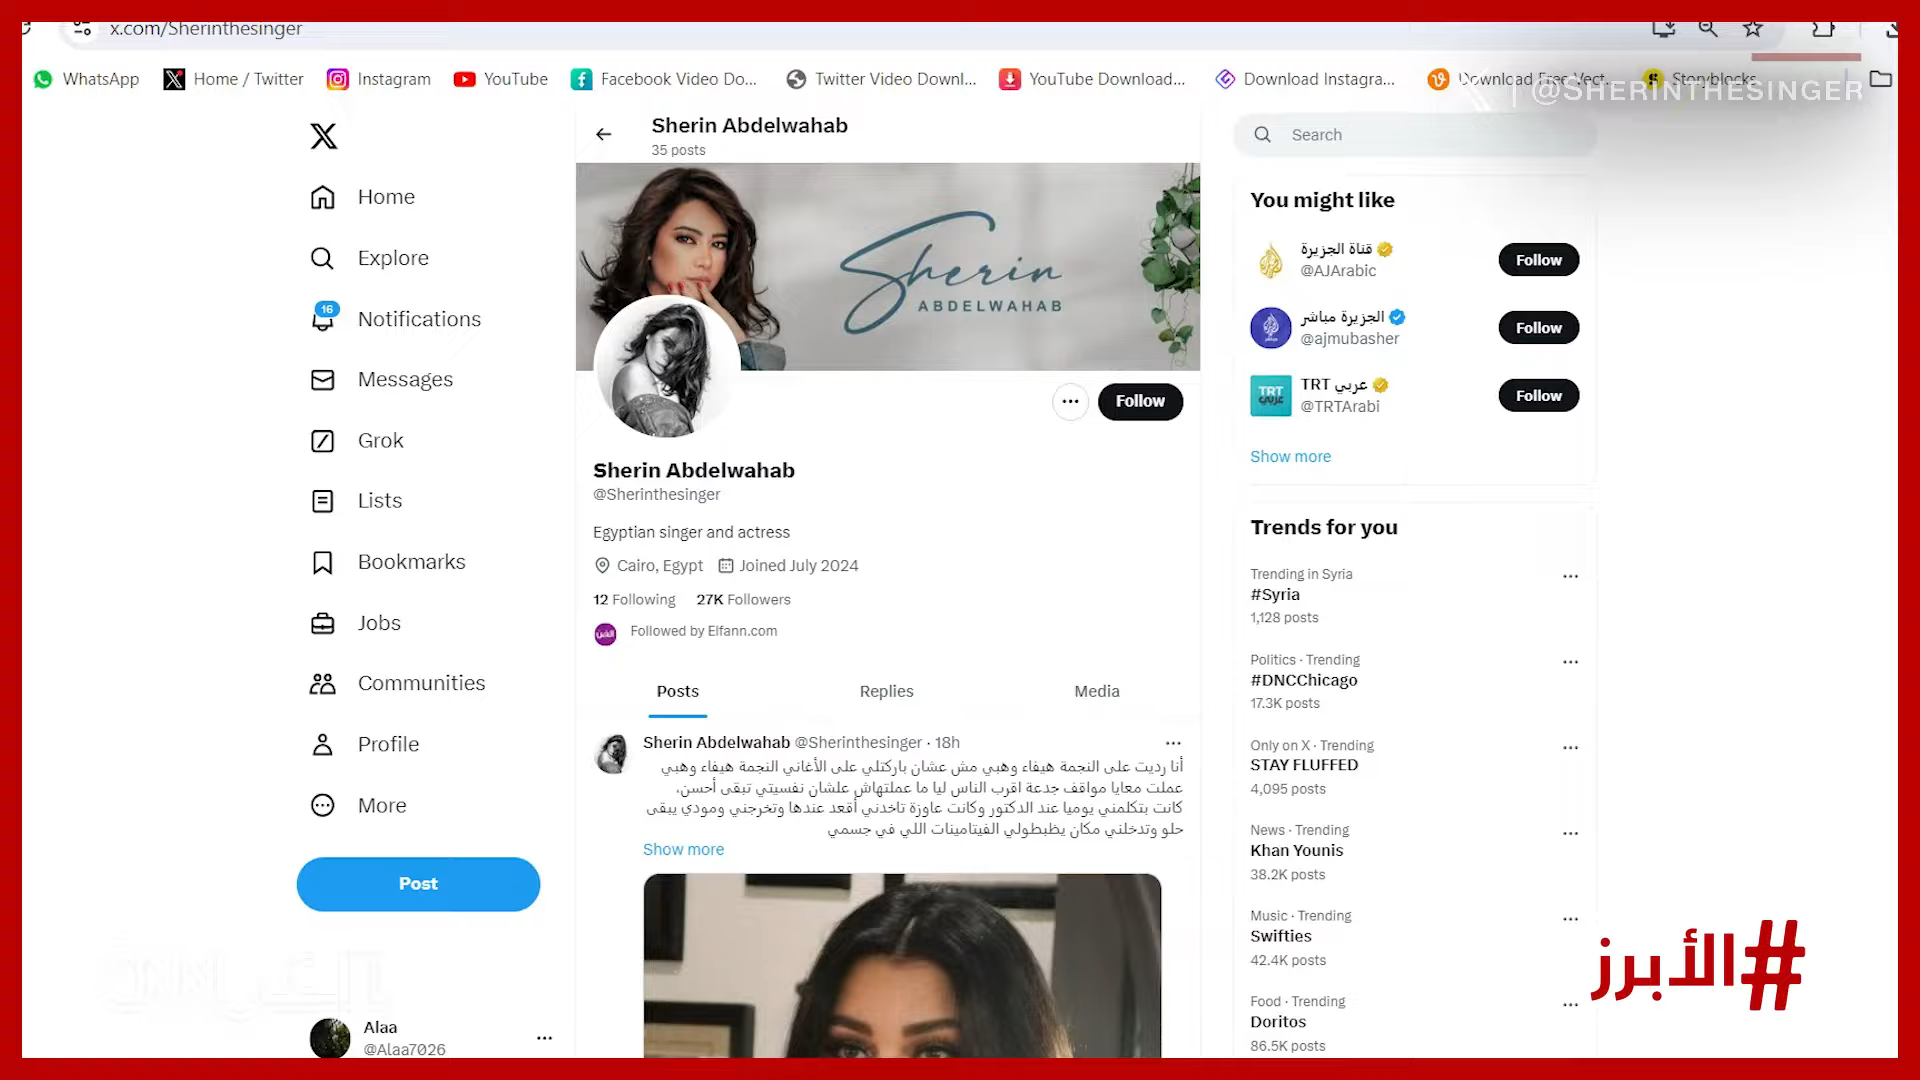 x.com/Sherinthesinger
WhatsApp
Home / Twitter
Instagram
YouTube
Facebook Video Do...
Twitter Video Downl...
YouTube Download...
Download Instagra...
Download Free Vect...
Storyblocks
@SHERINTHESINGER
Home
Explore
16
Notifications
Messages
Grok
Lists
Bookmarks
Jobs
Communities
Profile
More
Post
Alaa
@Alaa7026
Sherin Abdelwahab
35 posts
Sherin
ABDELWAHAB
Follow
Sherin Abdelwahab
@Sherinthesinger
Egyptian singer and actress
Cairo, Egypt Joined July 2024
12 Following 27K Followers
الفن
Followed by Elfann.com
Posts Replies Media
Sherin Abdelwahab @Sherinthesinger · 18h
أنا رديت على النجمة هيفاء وهبي مش عشان باركتلي على الأغاني النجمة هيفاء وهبي
عملت معايا مواقف جدعة اقرب الناس ليا ما عملتهاش علشان نفسيتي تبقى أحسن،
كانت بتكلمني يوميا عند الدكتور وكانت عاوزة تاخدني أقعد عندها وتخرجني ومودي يبقى
حلو وتدخلني مكان يظبطولي الفيتامينات اللي في جسمي
Show more
Search
You might like
قناة الجزيرة
@AJArabic
Follow
الجزيرة مباشر
@ajmubasher
Follow
TRT
عربي
TRT عربي
@TRTArabi
Follow
Show more
Trends for you
Trending in Syria
#Syria
1,128 posts
Politics · Trending
#DNCChicago
17.3K posts
Only on X · Trending
STAY FLUFFED
4,095 posts
News · Trending
Khan Younis
38.2K posts
Music · Trending
Swifties
42.4K posts
Food · Trending
Doritos
86.5K posts
#الأبرز